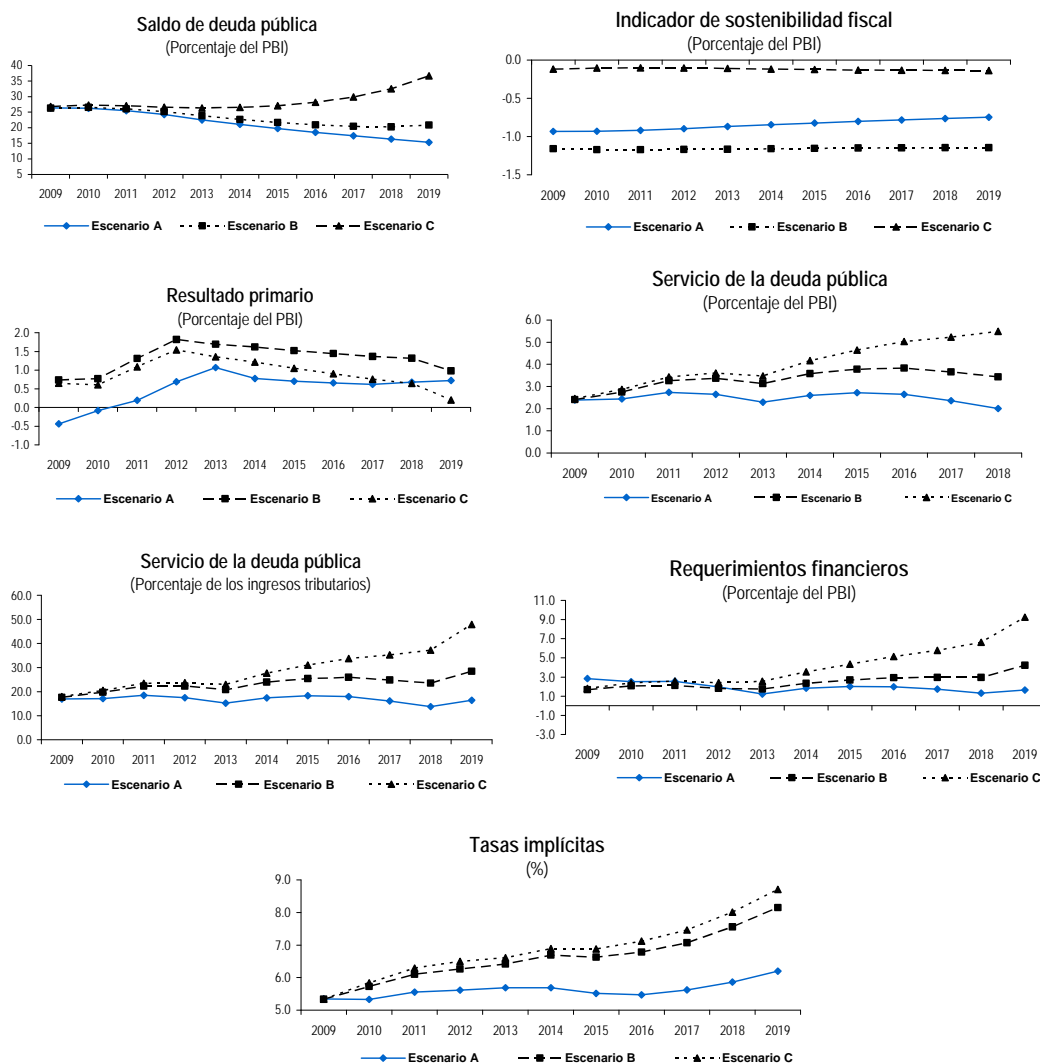 Saldo de deuda pública
(Porcentaje del PBI)
40
35
30
25
20
15
10
5
2009 2010 2011 2012 2013 2014 2015 2016 2017 2018 2019
Escenario A Escenario B Escenario C
Indicador de sostenibilidad fiscal
(Porcentaje del PBI)
0.0
-0.5
-1.0
-1.5
2009 2010 2011 2012 2013 2014 2015 2016 2017 2018 2019
Escenario A Escenario B Escenario C
Resultado primario
(Porcentaje del PBI)
2.0
1.5
1.0
0.5
0.0
-0.5
-1.0
2009 2010 2011 2012 2013 2014 2015 2016 2017 2018 2019
Escenario A Escenario B Escenario C
Servicio de la deuda pública
(Porcentaje del PBI)
6.0
5.0
4.0
3.0
2.0
1.0
0.0
2009 2010 2011 2012 2013 2014 2015 2016 2017 2018
Escenario A Escenario B Escenario C
Servicio de la deuda pública
(Porcentaje de los ingresos tributarios)
60.0
50.0
40.0
30.0
20.0
10.0
0.0
2009 2010 2011 2012 2013 2014 2015 2016 2017 2018 2019
Escenario A Escenario B Escenario C
Requerimientos financieros
(Porcentaje del PBI)
11.0
9.0
7.0
5.0
3.0
1.0
-1.0
-3.0
2009 2010 2011 2012 2013 2014 2015 2016 2017 2018 2019
Escenario A Escenario B Escenario C
Tasas implícitas
(%)
9.0
8.0
7.0
6.0
5.0
2009 2010 2011 2012 2013 2014 2015 2016 2017 2018 2019
Escenario A Escenario B Escenario C